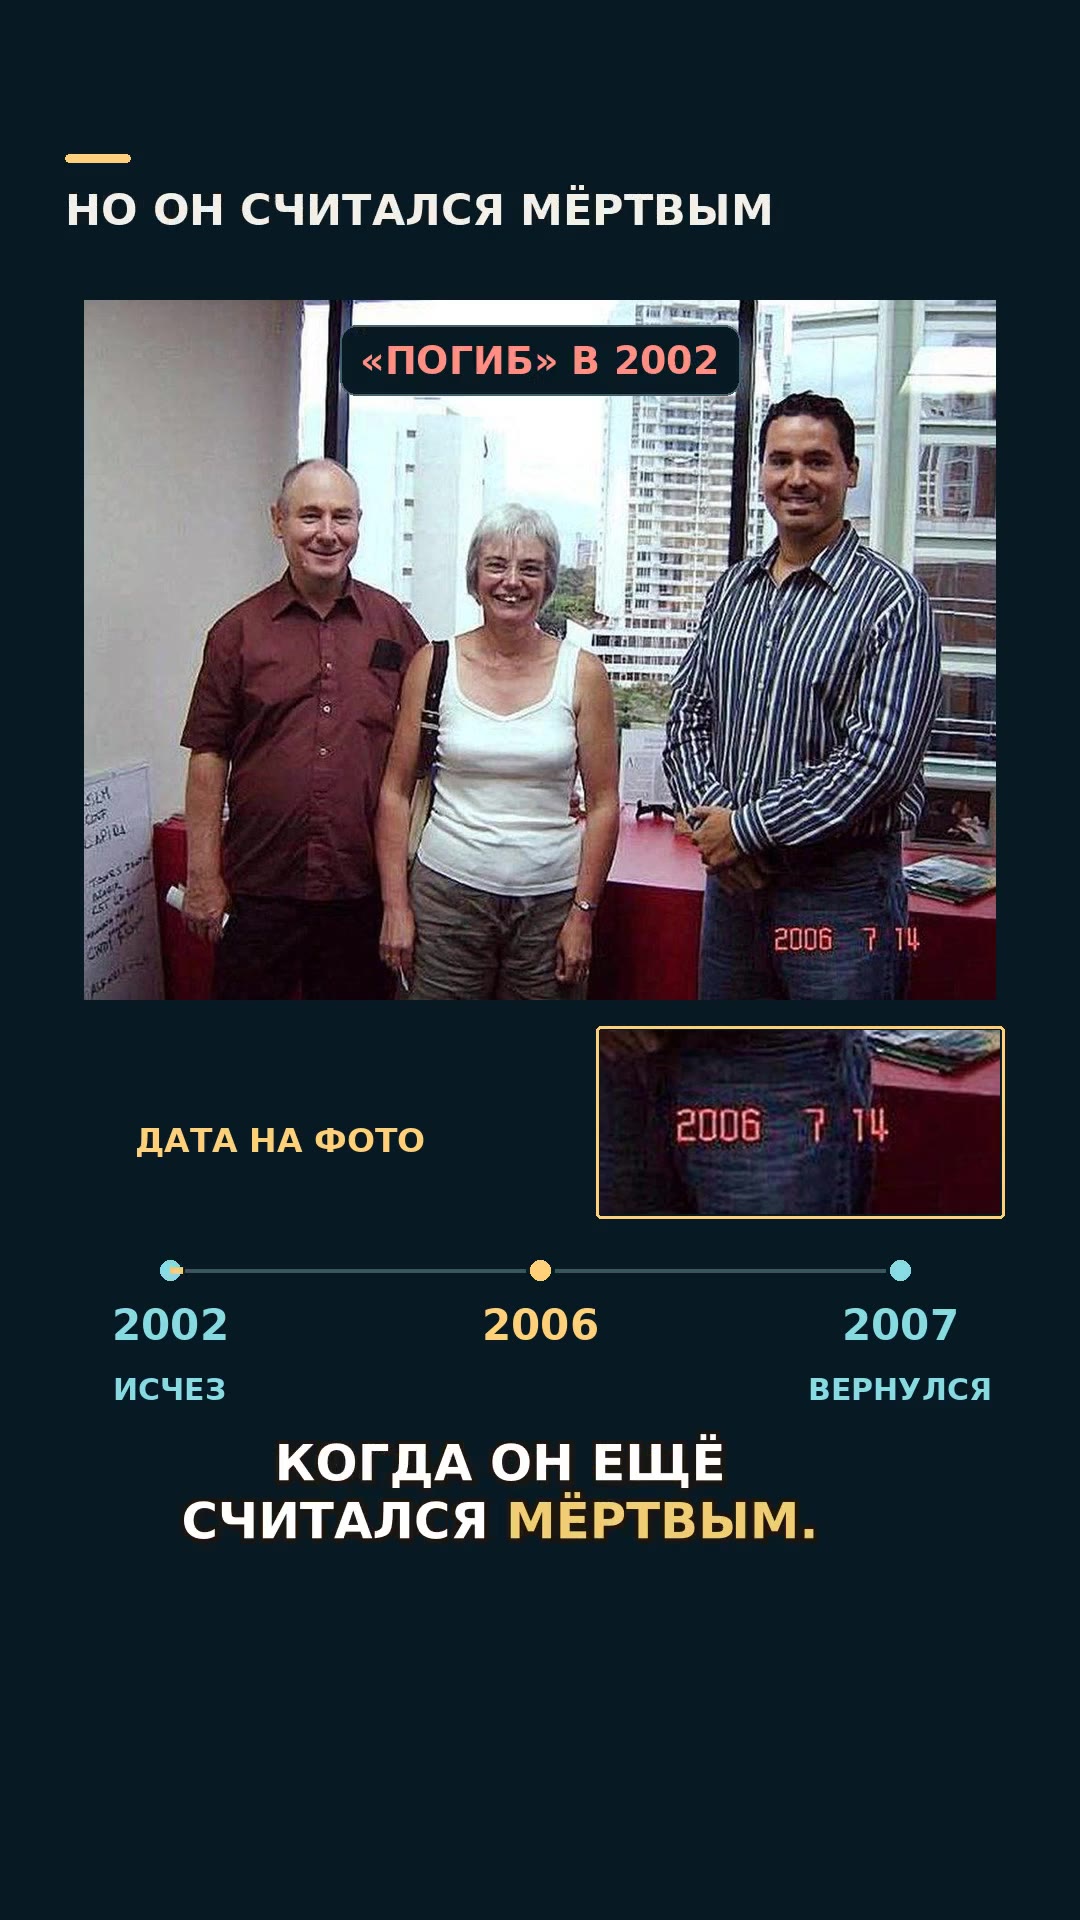 НО ОН СЧИТАЛСЯ МЁРТВЫМ
«ПОГИБ» В 2002
2006 7 14
ДАТА НА ФОТО
2006 7 14
2002
2006
2007
ИСЧЕЗ
ВЕРНУЛСЯ
КОГДА ОН ЕЩЁ
СЧИТАЛСЯ МЁРТВЫМ.